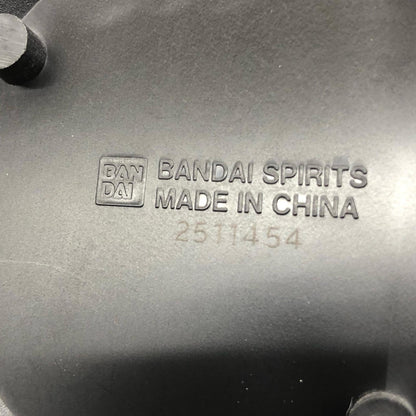 BAN
DAI
BANDAI SPIRITS
MADE IN CHINA
2511454